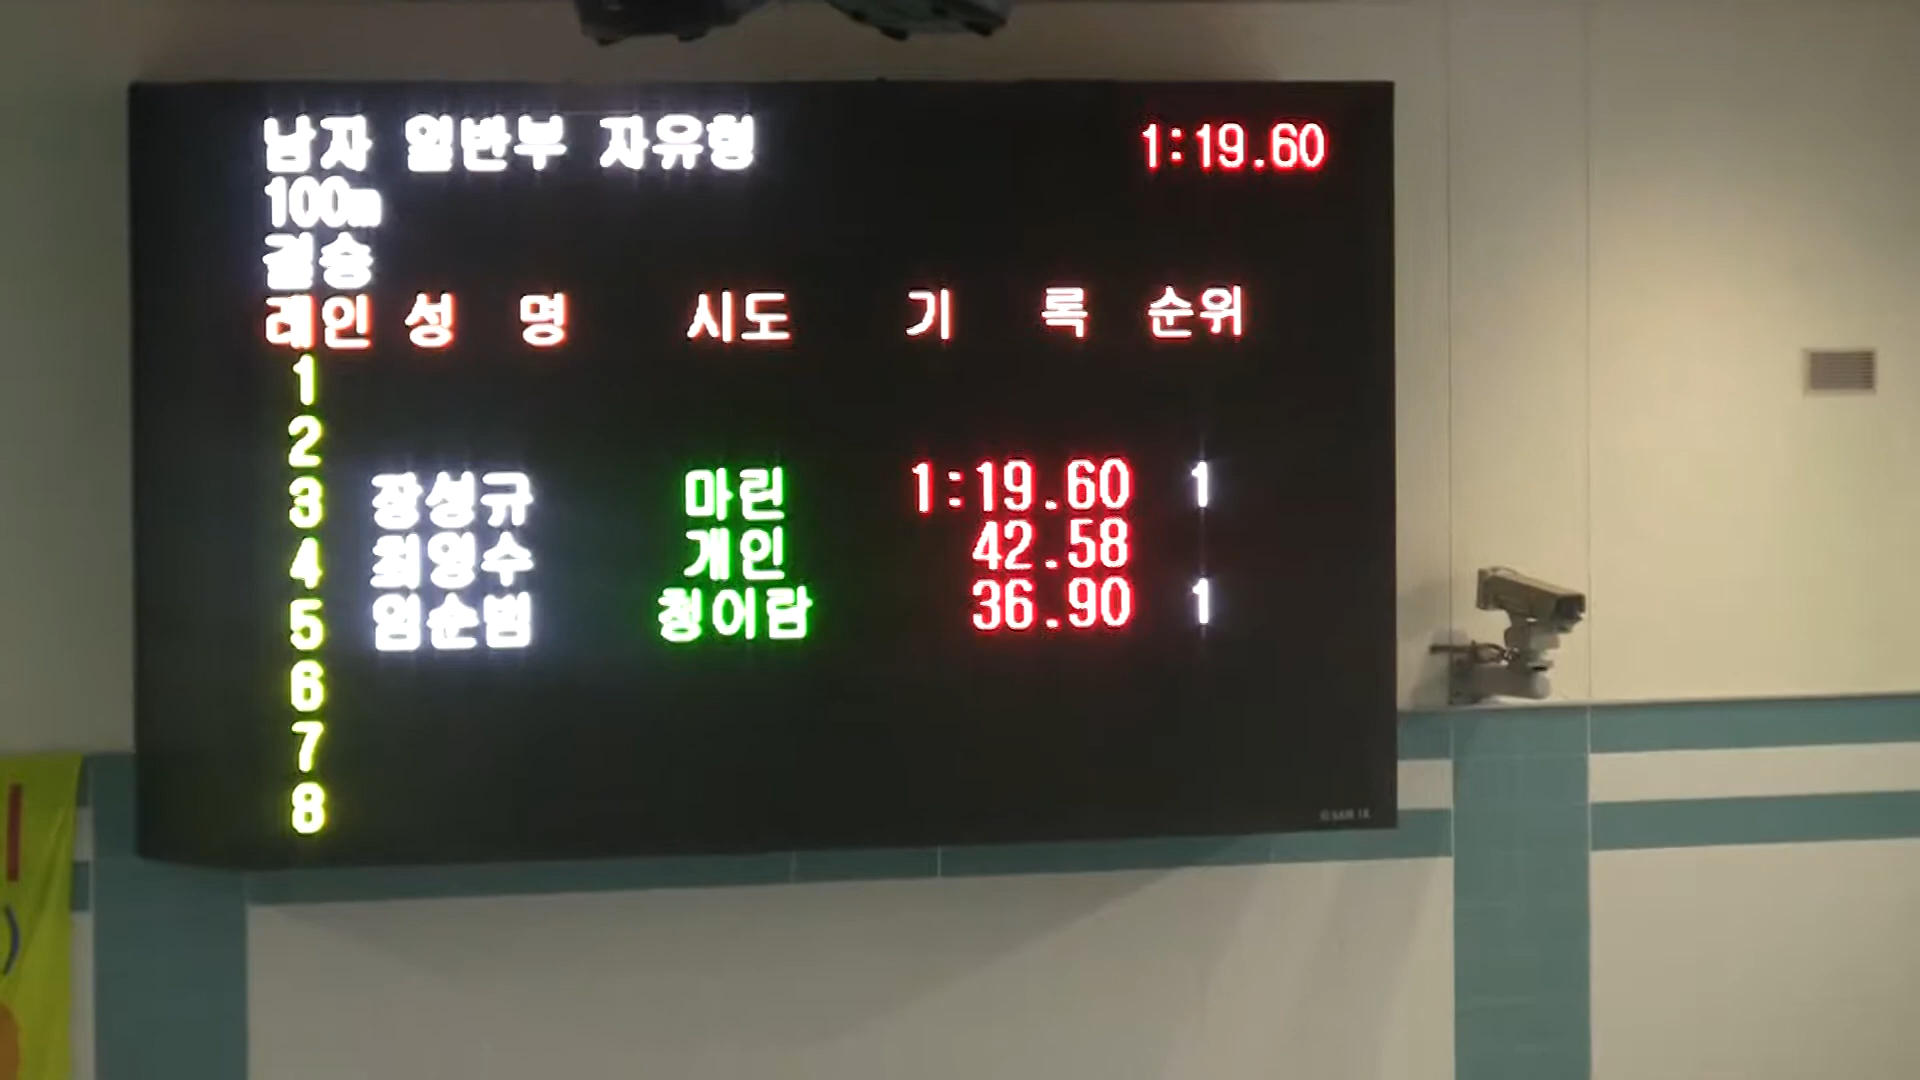 남자 일반부 자유형 1:19.60
100m
결승
레인 성 명 시도 기 록 순위
1
2
3 장성규 마린 1:19.60 1
4 최영수 개인 42.58
5 엄순범 청이람 36.90 1
6
7
8